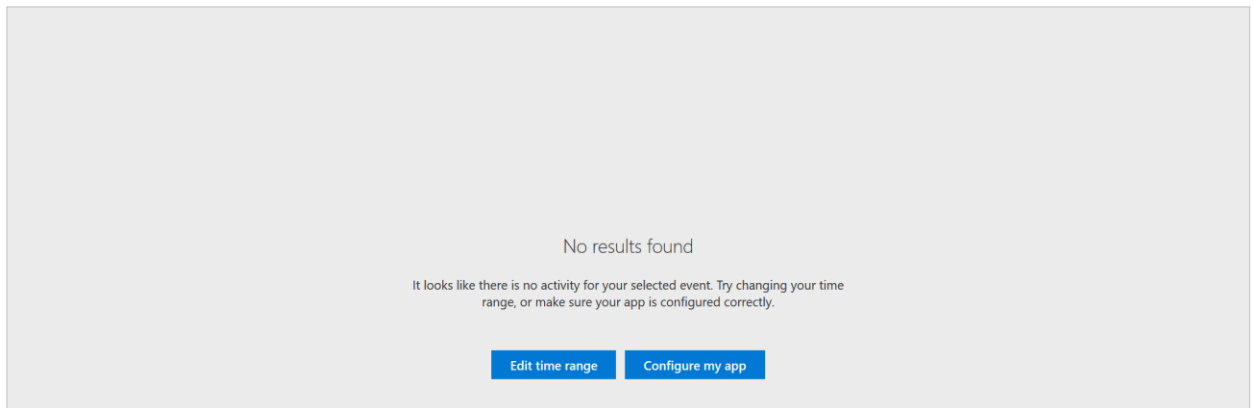 No results found
It looks like there is no activity for your selected event. Try changing your time
range, or make sure your app is configured correctly.
Edit time range
Configure my app